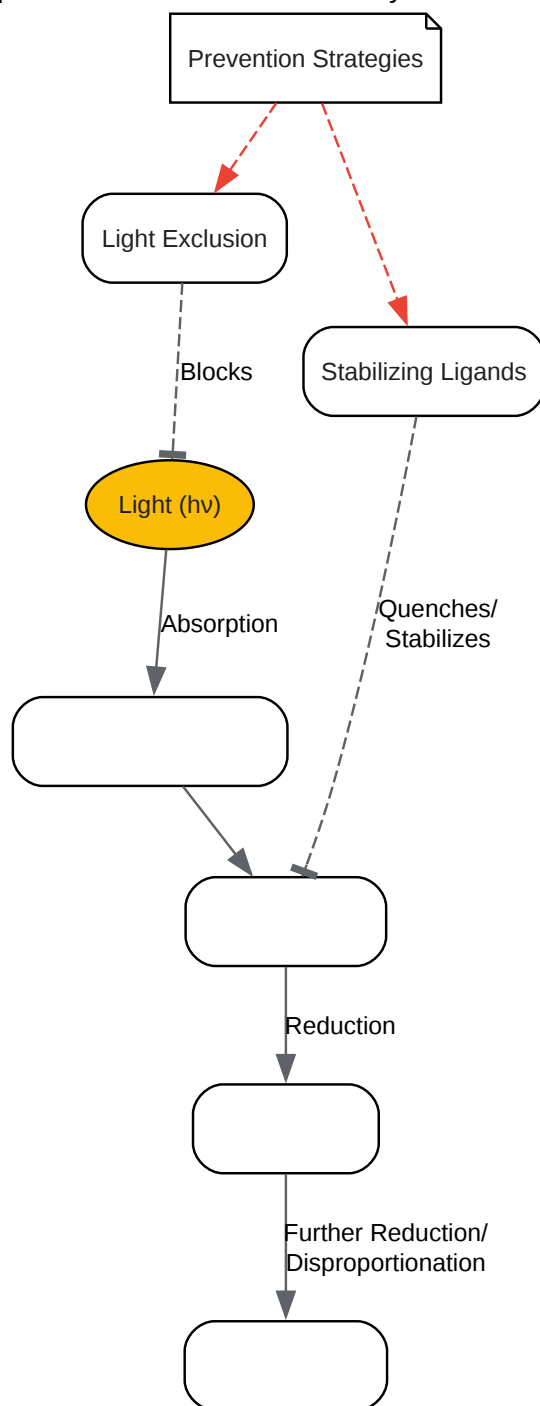 Prevention Strategies
Light Exclusion
Blocks
Stabilizing Ligands
Light (hν)
Absorption
Quenches/
Stabilizes
Reduction
Further Reduction/
Disproportionation